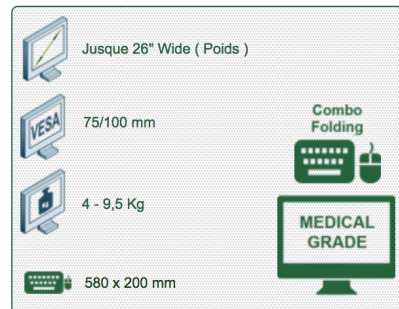 Jusque 26" Wide ( Poids )
VESA
75/100 mm
4 - 9,5 Kg
580 x 200 mm
Combo
Folding
MEDICAL
GRADE